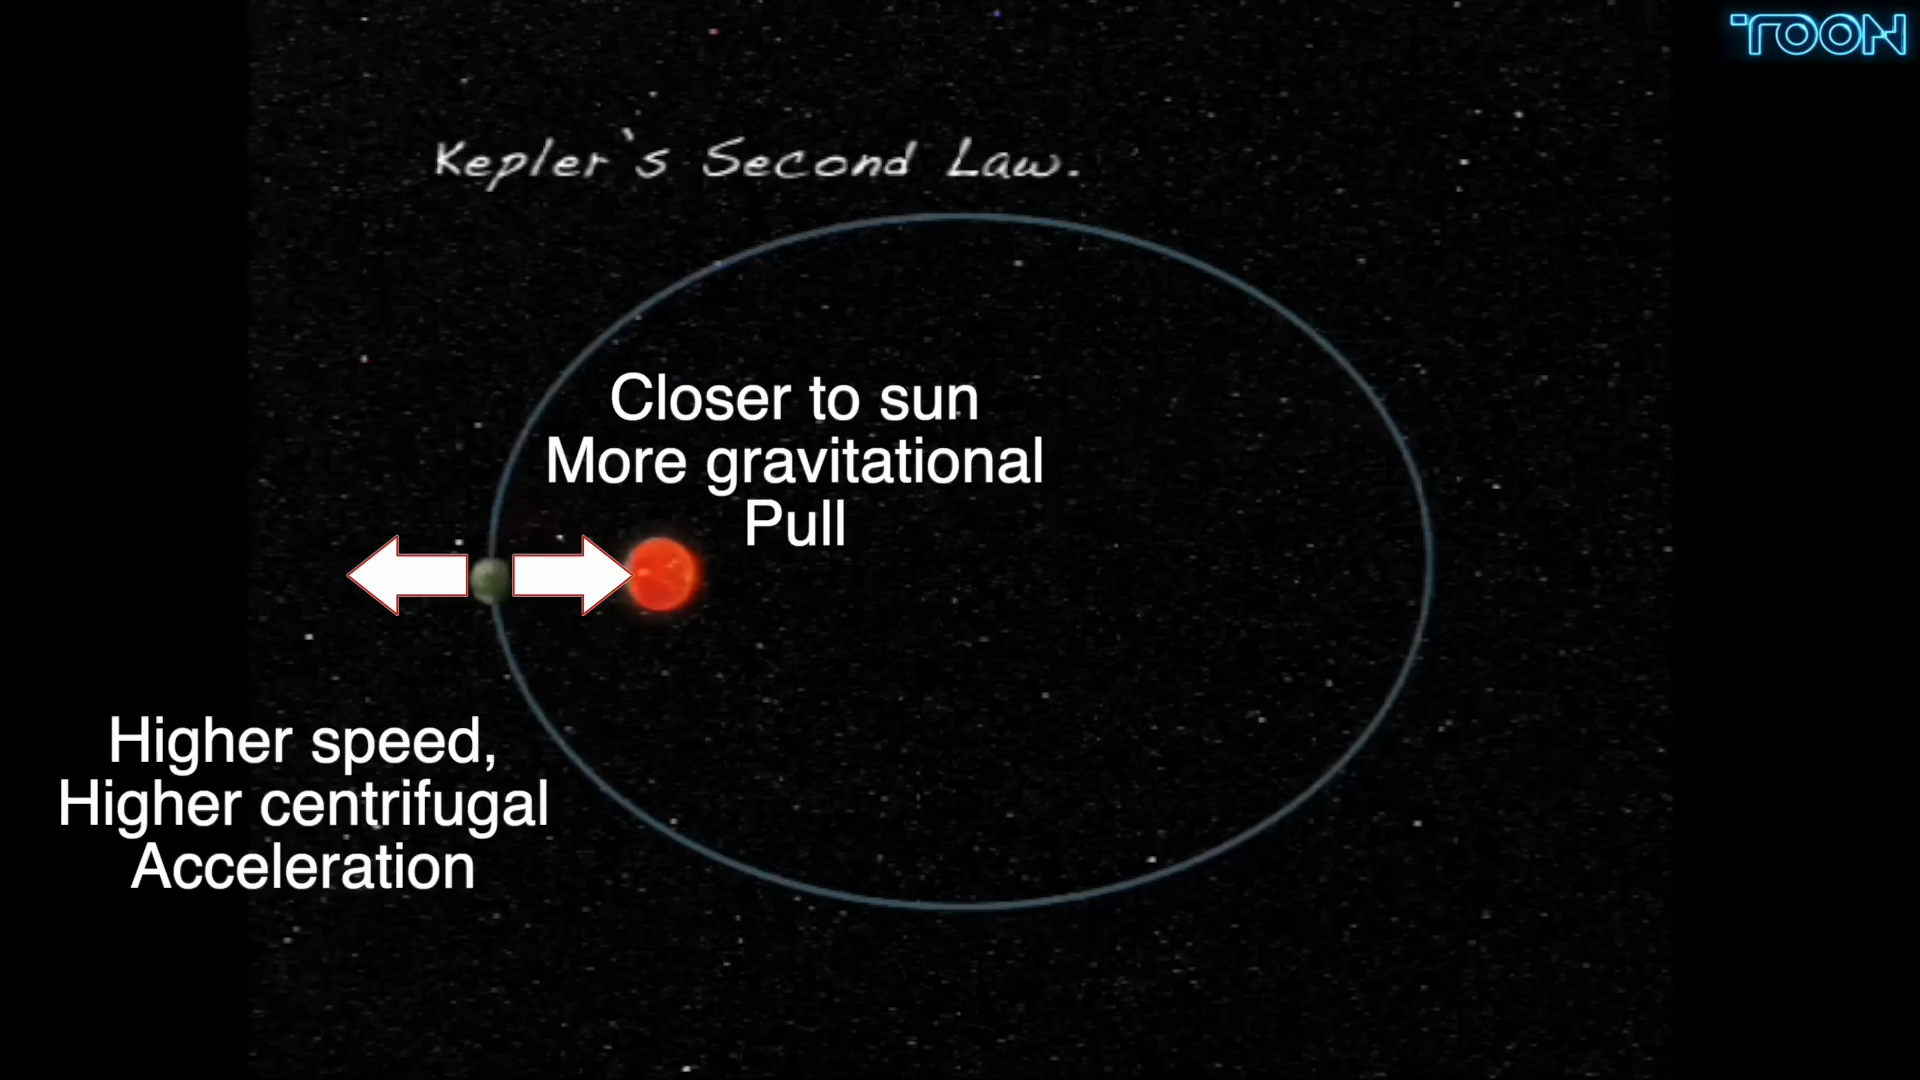 TOON
Kepler's Second Law.
Closer to sun
More gravitational
Pull
Higher speed,
Higher centrifugal
Acceleration